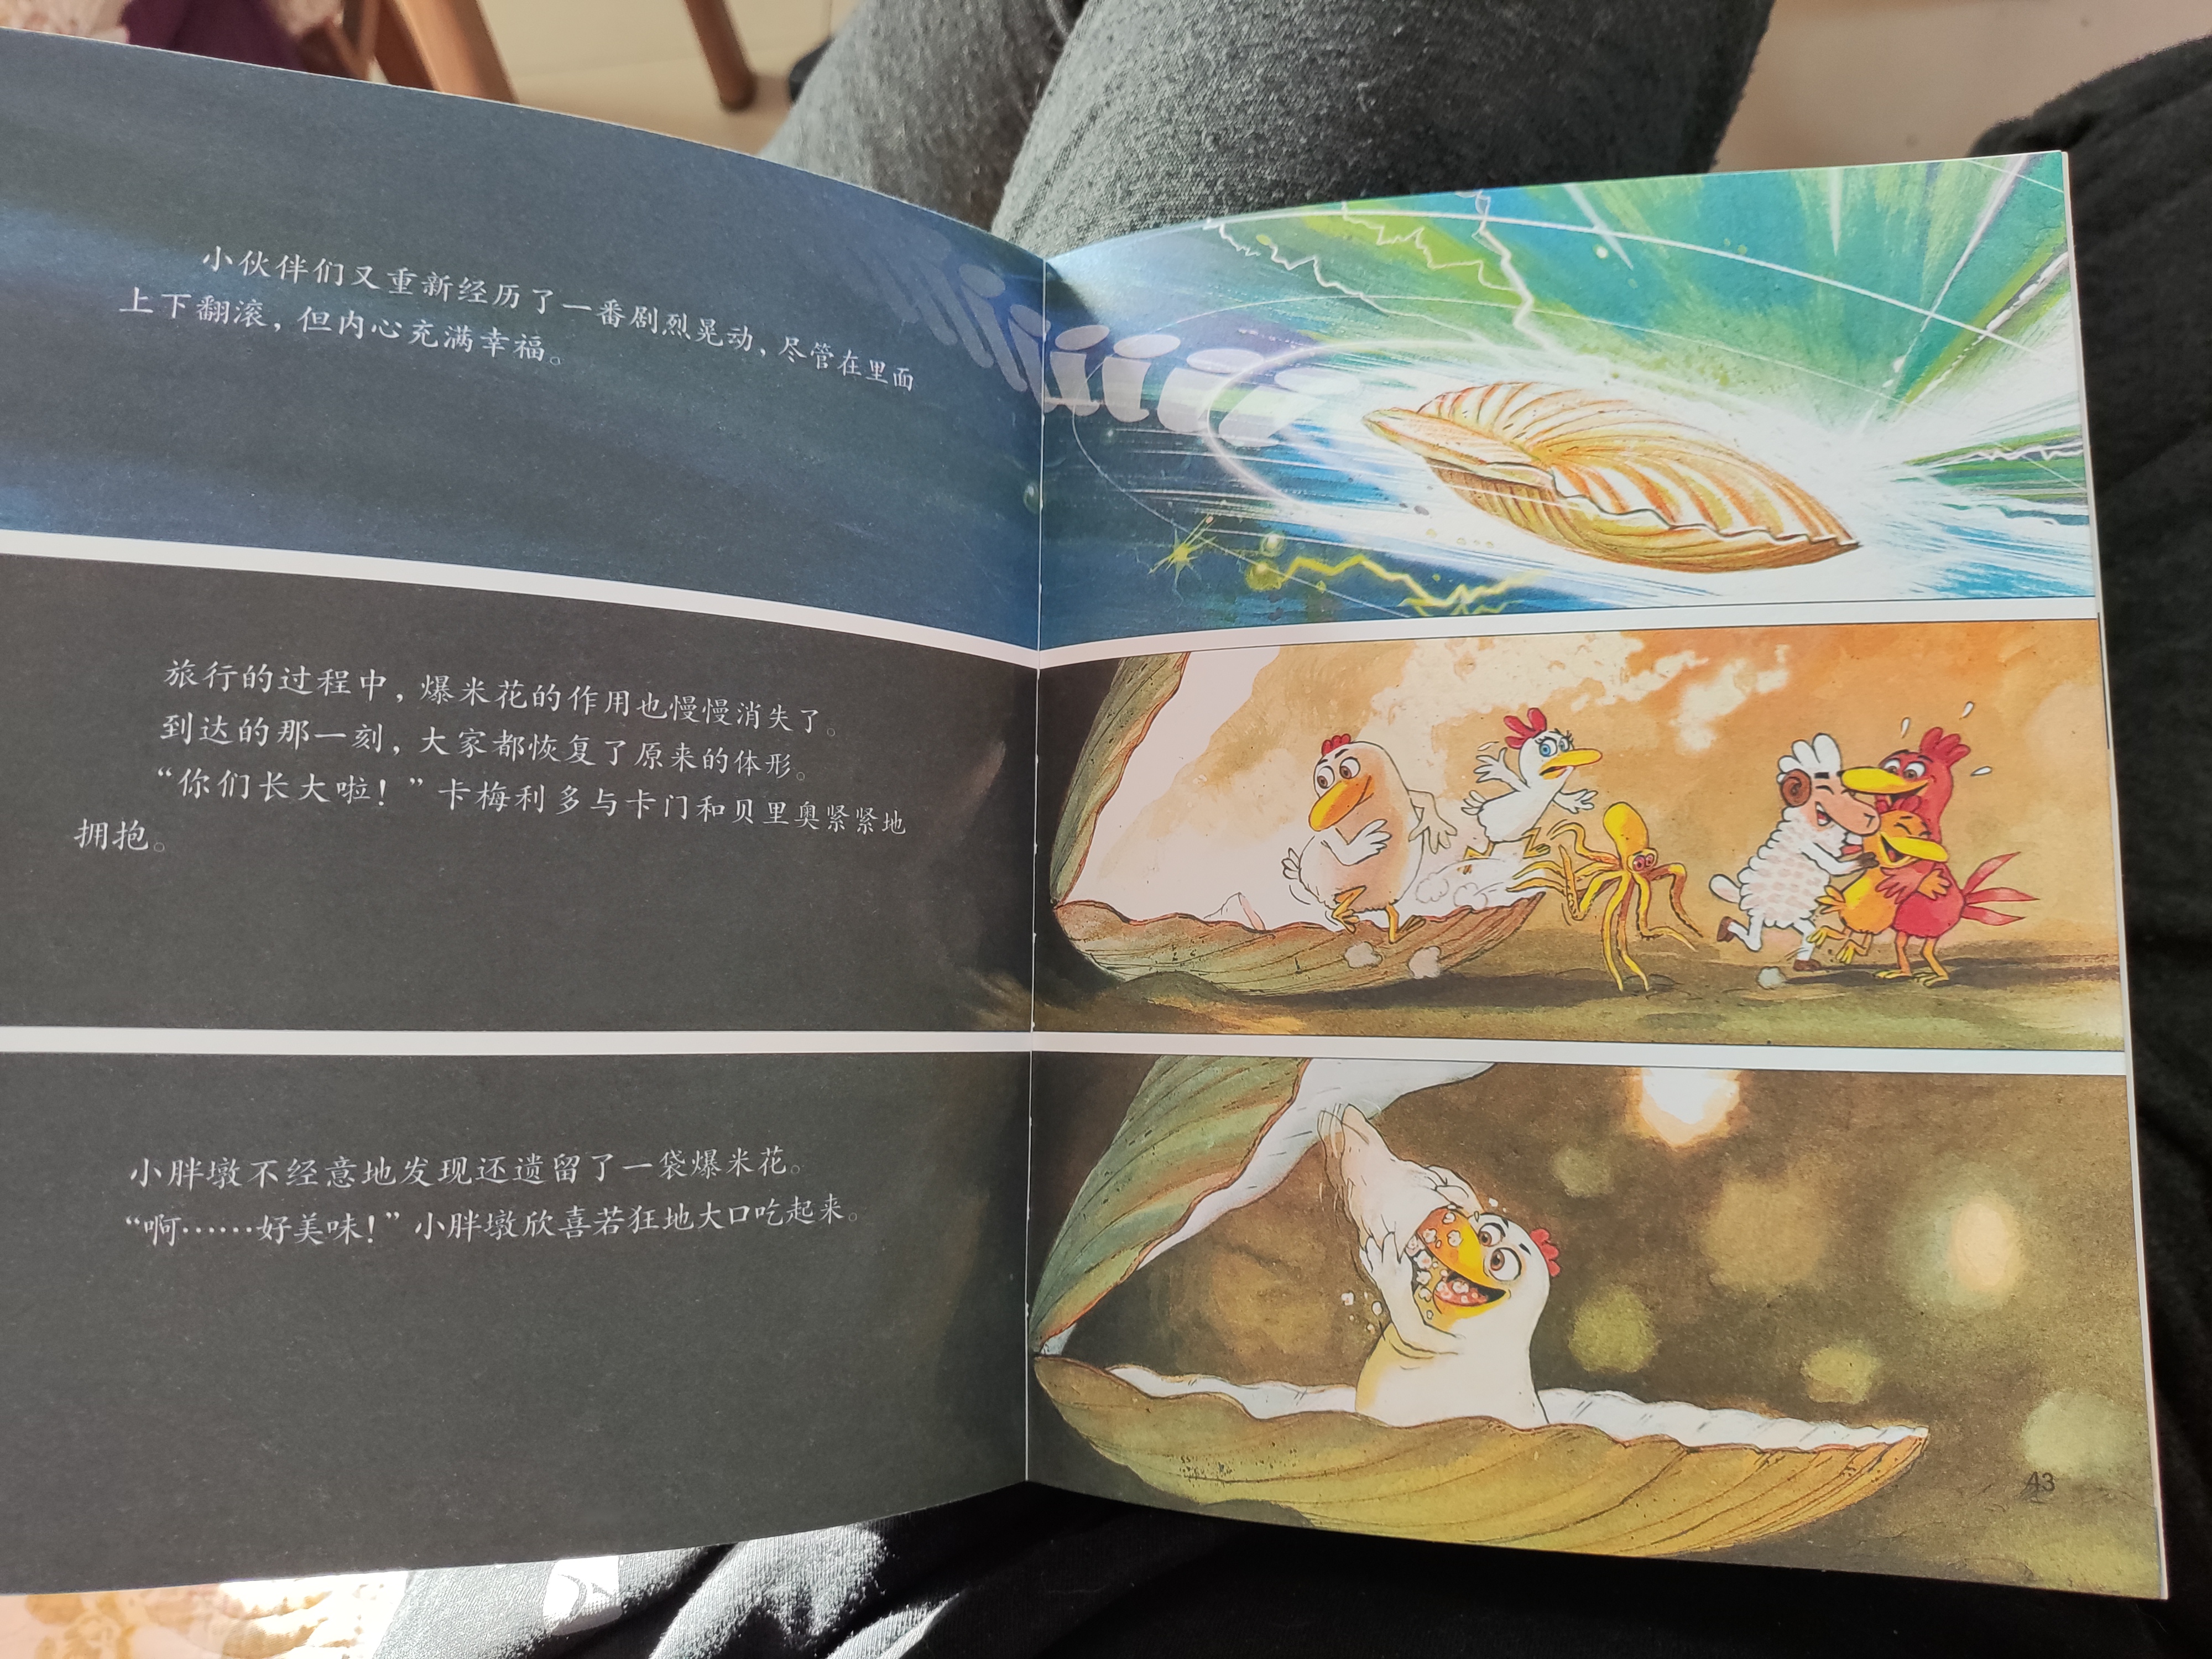 小伙伴们又重新经历了一番剧烈晃动，尽管在里面
上下翻滚，但内心充满幸福。
旅行的过程中，爆米花的作用也慢慢消失了。
到达的那一刻，大家都恢复了原来的体形。
“你们长大啦！”卡梅利多与卡门和贝里奥紧紧地
拥抱。
小胖墩不经意地发现还遗留了一袋爆米花。
“啊……好美味！”小胖墩欣喜若狂地大口吃起来。
43